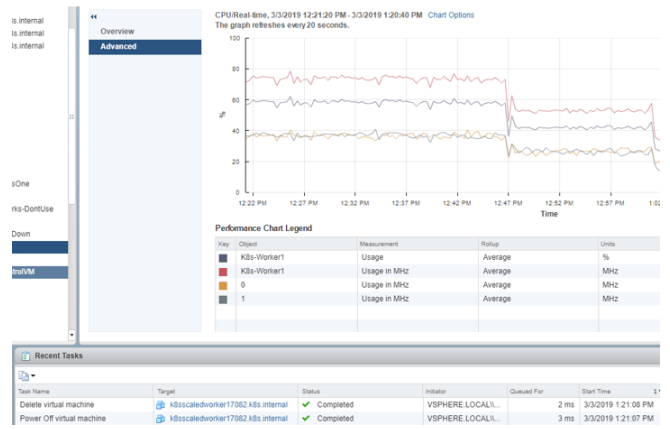 s.internal
s.internal
s.internal
sOne
rks-DontUse
Down
trolVM
Overview
Advanced
CPU/Real-time, 3/3/2019 12:21:20 PM - 3/3/2019 1:20:40 PM Chart Options
The graph refreshes every 20 seconds.
100
80
60
40
20
0
%
12:22 PM 12:27 PM 12:32 PM 12:37 PM 12:42 PM 12:47 PM 12:52 PM 12:57 PM 1:02
Time
Performance Chart Legend
Key Object Measurement Rollup Units
K8s-Worker1 Usage Average %
K8s-Worker1 Usage in MHz Average MHz
0 Usage in MHz Average MHz
1 Usage in MHz Average MHz
Recent Tasks
Task Name Target Status Initiator Queued For Start Time 1
Delete virtual machine k8sscaledworker17082.k8s.internal Completed VSPHERE.LOCAL\\... 2 ms 3/3/2019 1:21:08 PM
Power Off virtual machine k8sscaledworker17082.k8s.internal Completed VSPHERE.LOCAL\\... 3 ms 3/3/2019 1:21:07 PM